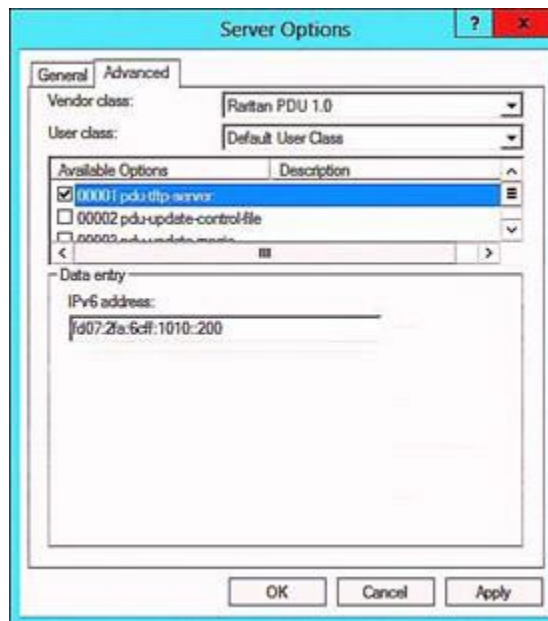 Server Options
?
x
General
Advanced
Vendor class:
Raritan PDU 1.0
User class:
Default User Class
Available Options
Description
00001 pdu-tftp-server
00002 pdu-update-control-file
Data entry
IPv6 address:
fd07:2fa:6cff:1010::200
OK
Cancel
Apply